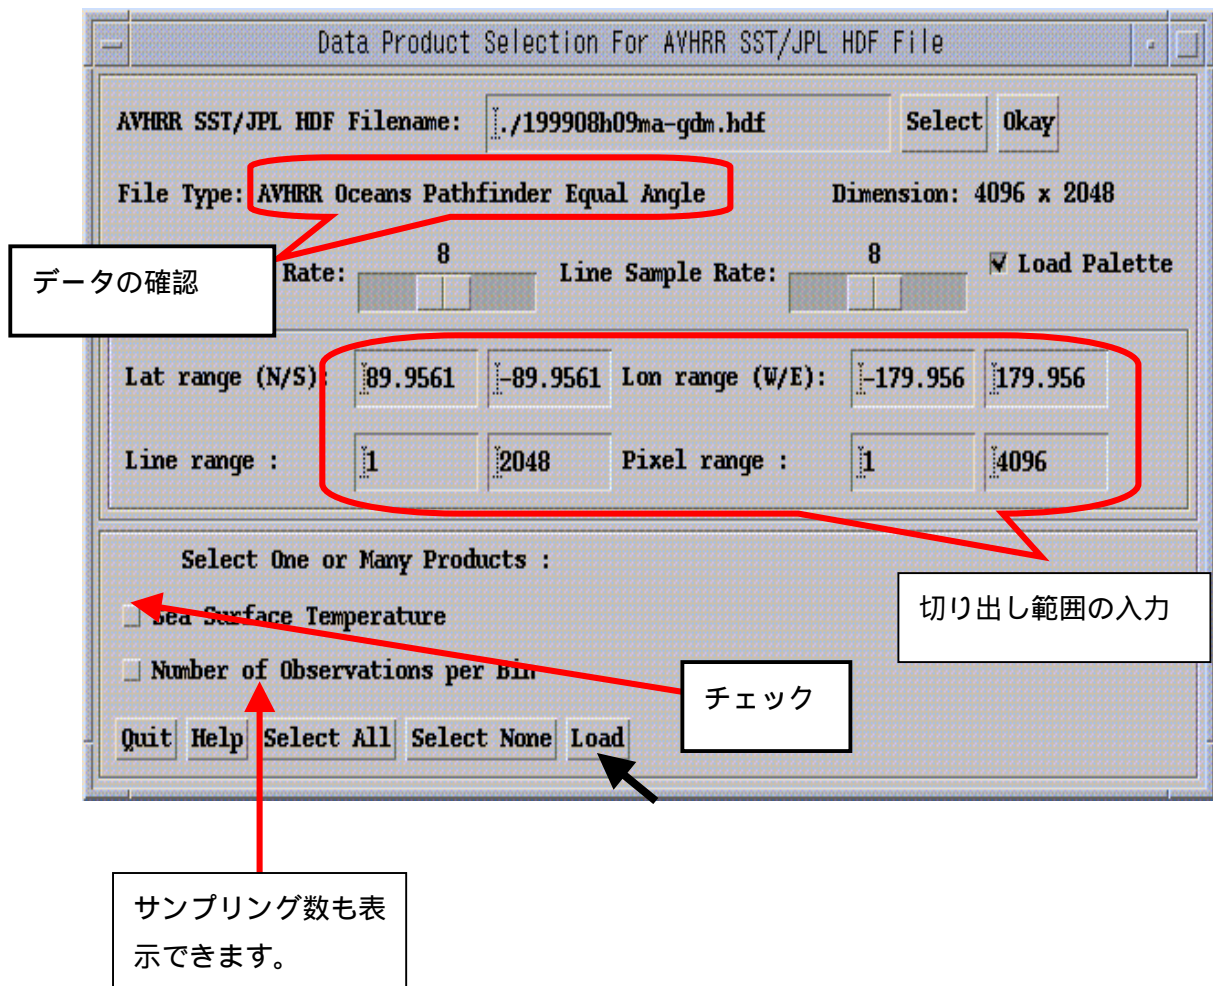 Data Product Selection For AVHRR SST/JPL HDF File
AVHRR SST/JPL HDF Filename: ./199908h09ma-gdm.hdf Select Okay
File Type: AVHRR Oceans Pathfinder Equal Angle Dimension: 4096 x 2048
データの確認
Rate: 8 Line Sample Rate: 8 Load Palette
Lat range (N/S): 89.9561 -89.9561 Lon range (W/E): -179.956 179.956
Line range : 1 2048 Pixel range : 1 4096
切り出し範囲の入力
Select One or Many Products :
Sea Surface Temperature
Number of Observations per Bin
チェック
Quit Help Select All Select None Load
サンプリング数も表
示できます。